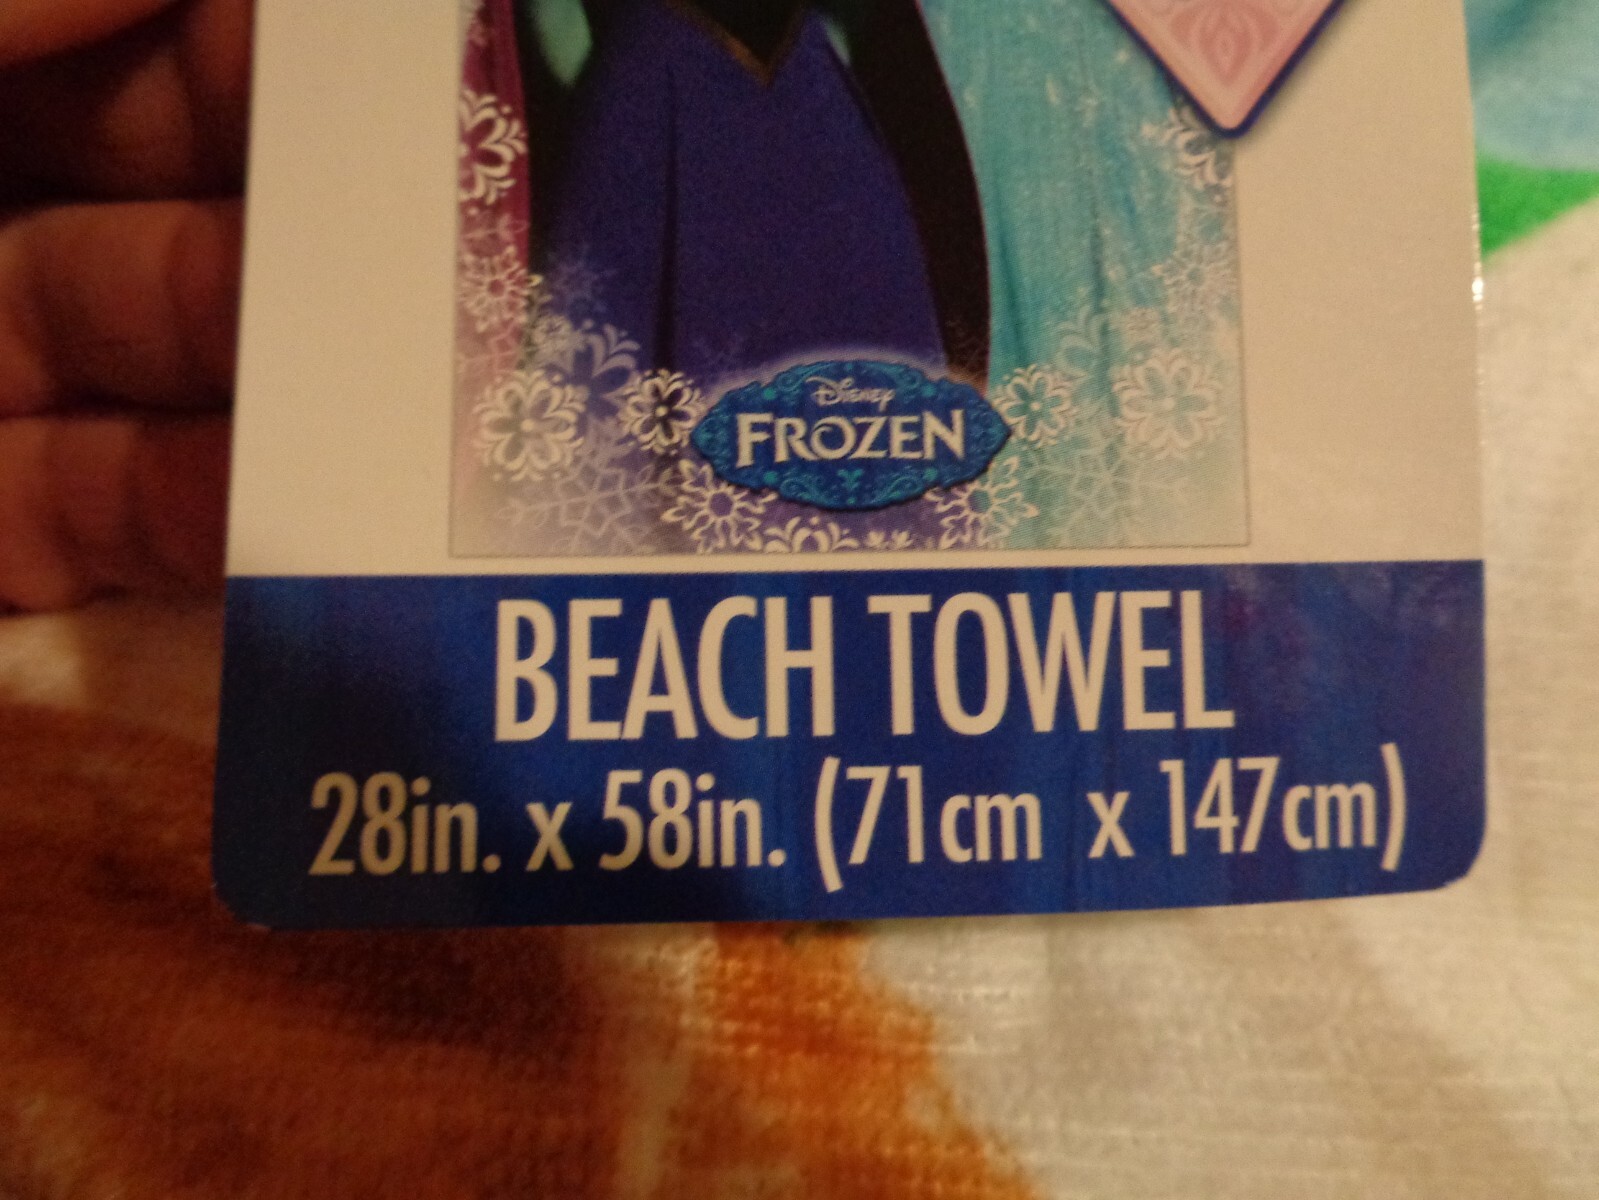 Disney
FROZEN
BEACH TOWEL
28in. x 58in. (71cm x 147cm)